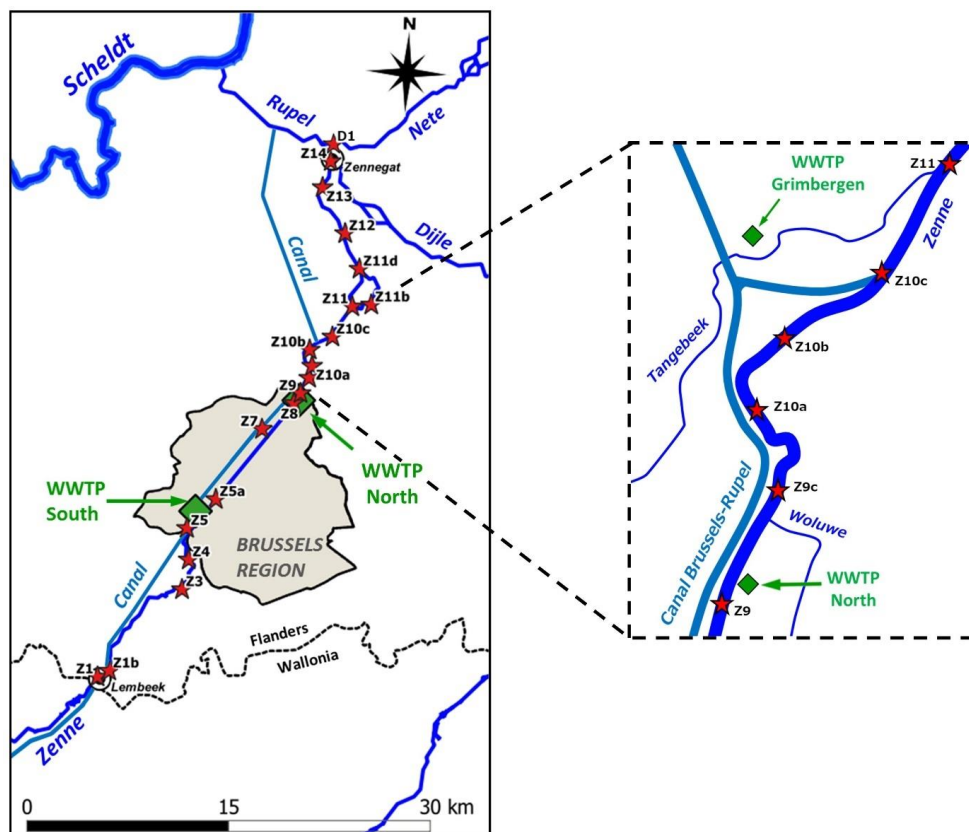 N
Scheldt
Rupel
Nete
D1
Z14
Zennegat
Z13
Z12
Dijle
Canal
Z11d
Z11
Z11b
Z10c
Z10b
Z10a
Z9
Z8
Z7
WWTP
North
WWTP
South
Z5a
Z5
BRUSSELS
REGION
Z4
Canal
Z3
Flanders
Wallonia
Z1
Z1b
Lembeek
Zenne
0
15
30 km
WWTP
Grimbergen
Z11
Zenne
Z10c
Tangebeek
Z10b
Z10a
Canal Brussels-Rupel
Z9c
Woluwe
WWTP
North
Z9